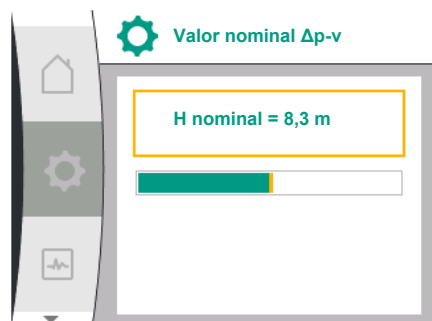 Valor nominal Δp-v
H nominal = 8,3 m